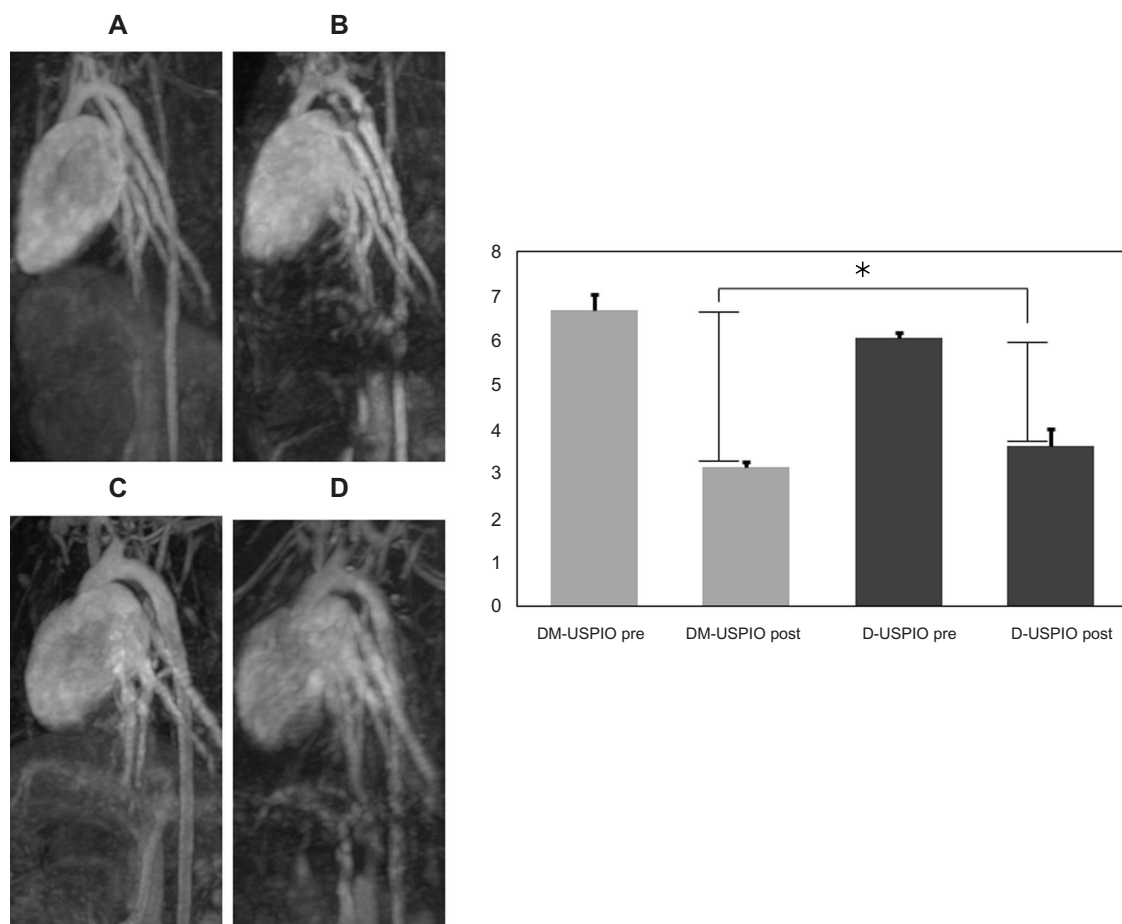 A
B
C
D
*
8
7
6
5
4
3
2
1
0
DM-USPIO pre
DM-USPIO post
D-USPIO pre
D-USPIO post